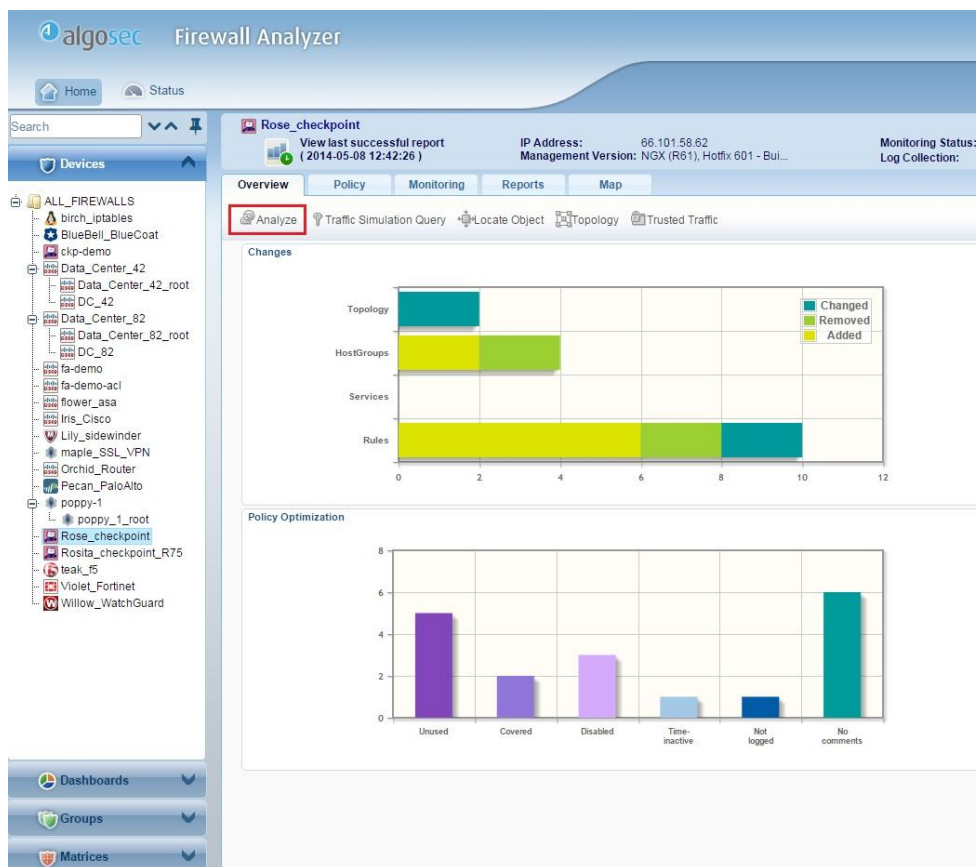 algosec Firewall Analyzer
Home Status
Search
Devices
ALL_FIREWALLS
birch_iptables
BlueBell_BlueCoat
ckp-demo
Data_Center_42
Data_Center_42_root
DC_42
Data_Center_82
Data_Center_82_root
DC_82
fa-demo
fa-demo-acl
flower_asa
Iris_Cisco
Lily_sidewinder
maple_SSL_VPN
Orchid_Router
Pecan_PaloAlto
poppy-1
poppy_1_root
Rose_checkpoint
Rosita_checkpoint_R75
teak_f5
Violet_Fortinet
Willow_WatchGuard
Dashboards
Groups
Matrices
Rose_checkpoint
View last successful report
( 2014-05-08 12:42:26 )
IP Address: 66.101.58.62
Management Version: NGX (R61), Hotfix 601 - Bui...
Monitoring Status:
Log Collection:
Overview Policy Monitoring Reports Map
Analyze Traffic Simulation Query Locate Object Topology Trusted Traffic
Changes
Topology
HostGroups
Services
Rules
0 2 4 6 8 10 12
Changed
Removed
Added
Policy Optimization
8
6
4
2
0
Unused Covered Disabled Time-inactive Not logged No comments